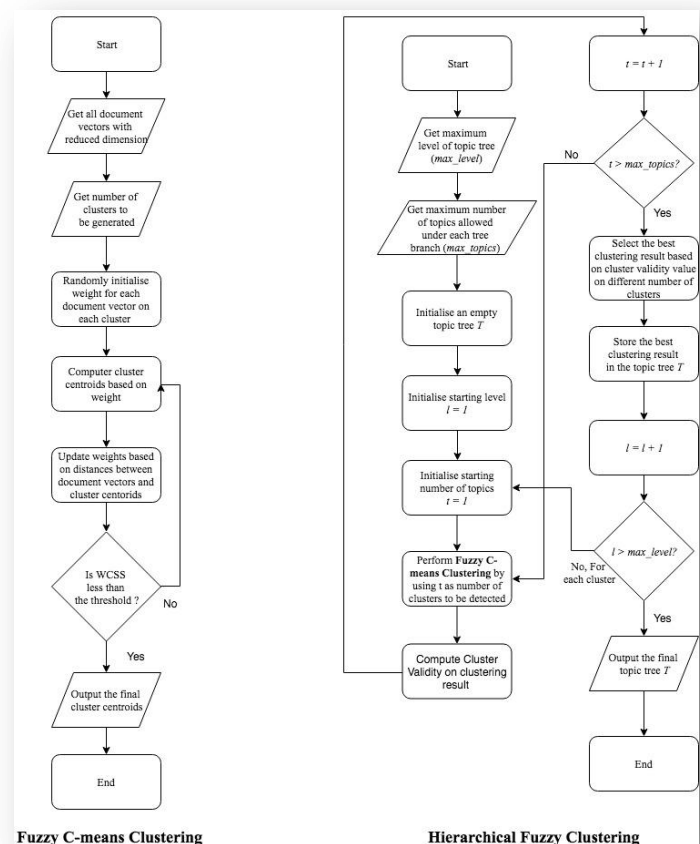 Start
Get all document
vectors with
reduced dimension
Get number of
clusters to
be generated
Randomly initialise
weight for each
document vector on
each cluster
Computer cluster
centroids based on
weight
Update weights based
on distances between
document vectors and
cluster centorids
Is WCSS
less than
the threshold ?
No
Yes
Output the final
cluster centroids
End
Fuzzy C-means Clustering
Start
Get maximum
level of topic tree
(max_level)
Get maximum number
of topics allowed
under each tree
branch (max_topics)
Initialise an empty
topic tree T
Initialise starting level
l = 1
Initialise starting
number of topics
t = 1
Perform Fuzzy C-
means Clustering by
using t as number of
clusters to be detected
Compute Cluster
Validity on clustering
result
t = t + 1
t > max_topics?
No
Yes
Select the best
clustering result based
on cluster validity value
on different number of
clusters
Store the best
clustering result
in the topic tree T
l = l + 1
l > max_level?
No, For
each cluster
Yes
Output the final
topic tree T
End
Hierarchical Fuzzy Clustering